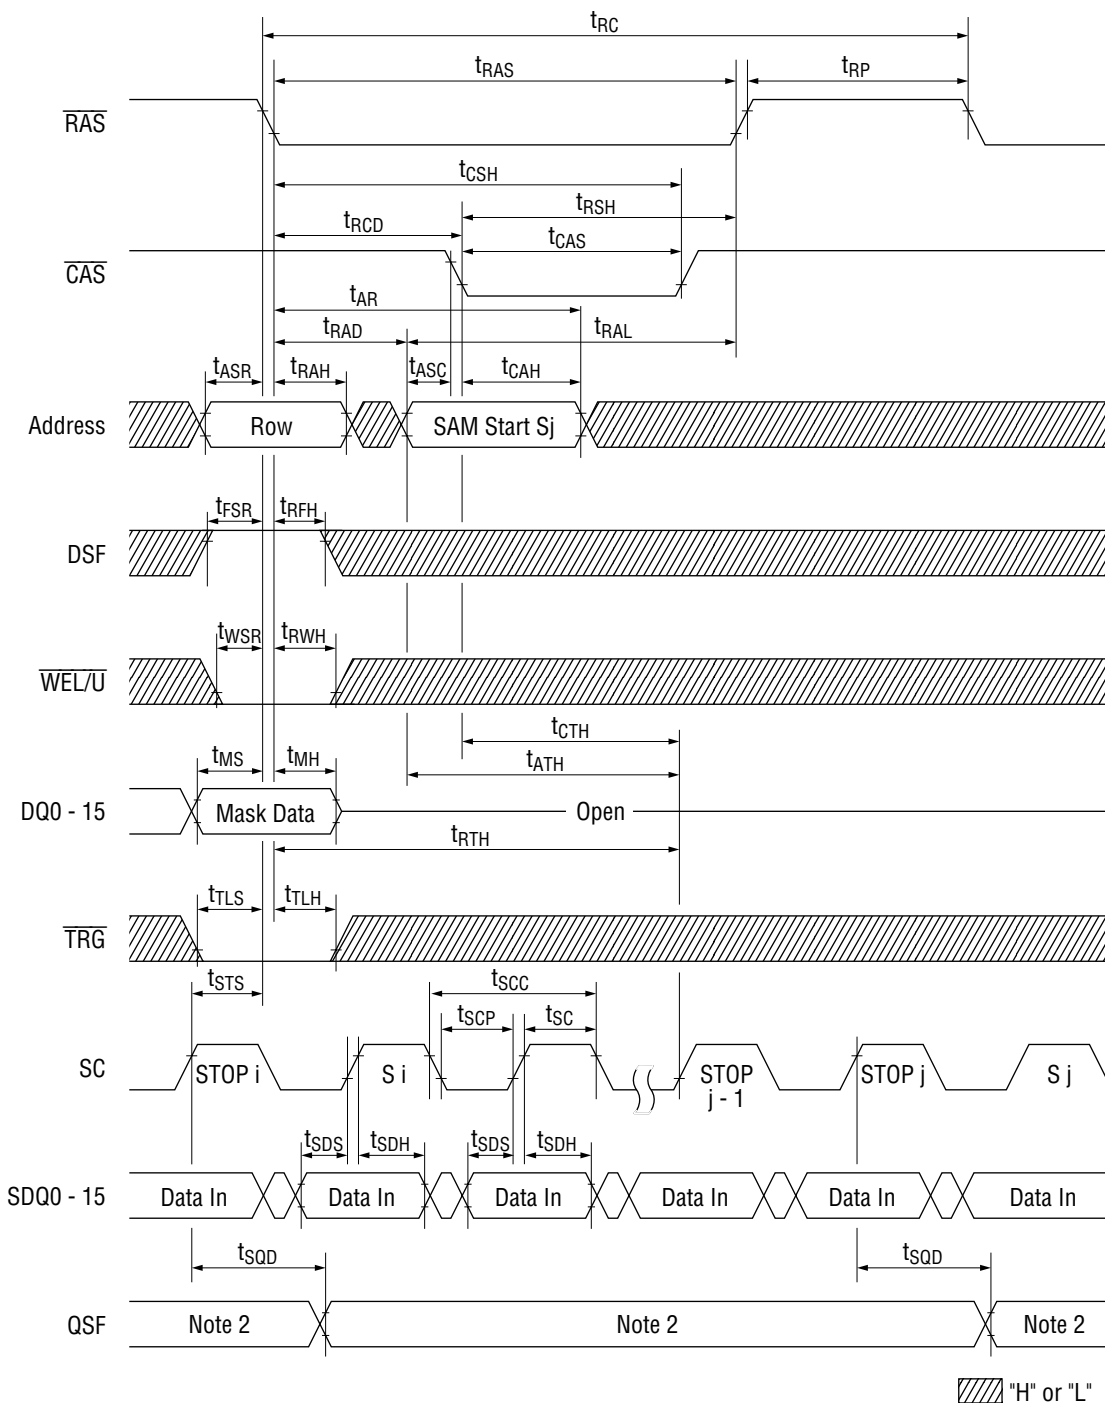 tRC
tRAS
tRP
RAS
tCSH
tRSH
tRCD
tCAS
CAS
tAR
tRAD
tRAL
tASR
tRAH
tASC
tCAH
Address
Row
SAM Start Sj
tFSR
tRFH
DSF
tWSR
tRWH
WEL/U
tCTH
tMS
tMH
tATH
DQ0 - 15
Mask Data
Open
tRTH
tTLS
tTLH
TRG
tSTS
tSCC
tSCP
tSC
SC
STOP i
S i
STOP
j - 1
STOP j
S j
tSDS
tSDH
tSDS
tSDH
SDQ0 - 15
Data In
Data In
Data In
Data In
Data In
Data In
tSQD
tSQD
QSF
Note 2
Note 2
Note 2
"H" or "L"